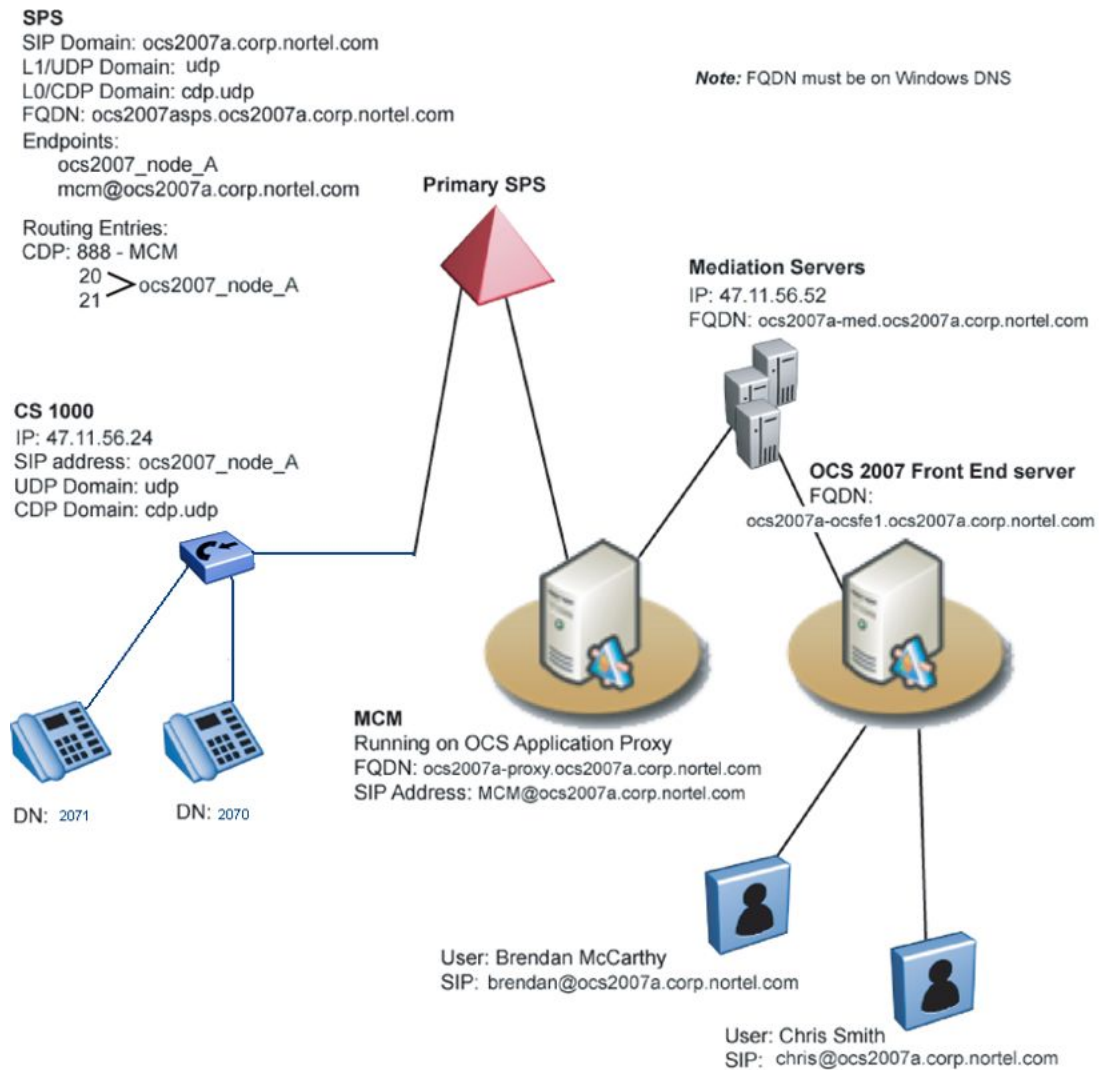 SPS
SIP Domain: ocs2007a.corp.nortel.com
L1/UDP Domain: udp
L0/CDP Domain: cdp.udp
FQDN: ocs2007asps.ocs2007a.corp.nortel.com
Endpoints:
ocs2007_node_A
mcm@ocs2007a.corp.nortel.com
Routing Entries:
CDP: 888 - MCM
20
21
> ocs2007_node_A
Note: FQDN must be on Windows DNS
Primary SPS
Mediation Servers
IP: 47.11.56.52
FQDN: ocs2007a-med.ocs2007a.corp.nortel.com
CS 1000
IP: 47.11.56.24
SIP address: ocs2007_node_A
UDP Domain: udp
CDP Domain: cdp.udp
OCS 2007 Front End server
FQDN:
ocs2007a-ocsfe1.ocs2007a.corp.nortel.com
MCM
Running on OCS Application Proxy
FQDN: ocs2007a-proxy.ocs2007a.corp.nortel.com
SIP Address: MCM@ocs2007a.corp.nortel.com
DN: 2071
DN: 2070
User: Brendan McCarthy
SIP: brendan@ocs2007a.corp.nortel.com
User: Chris Smith
SIP: chris@ocs2007a.corp.nortel.com